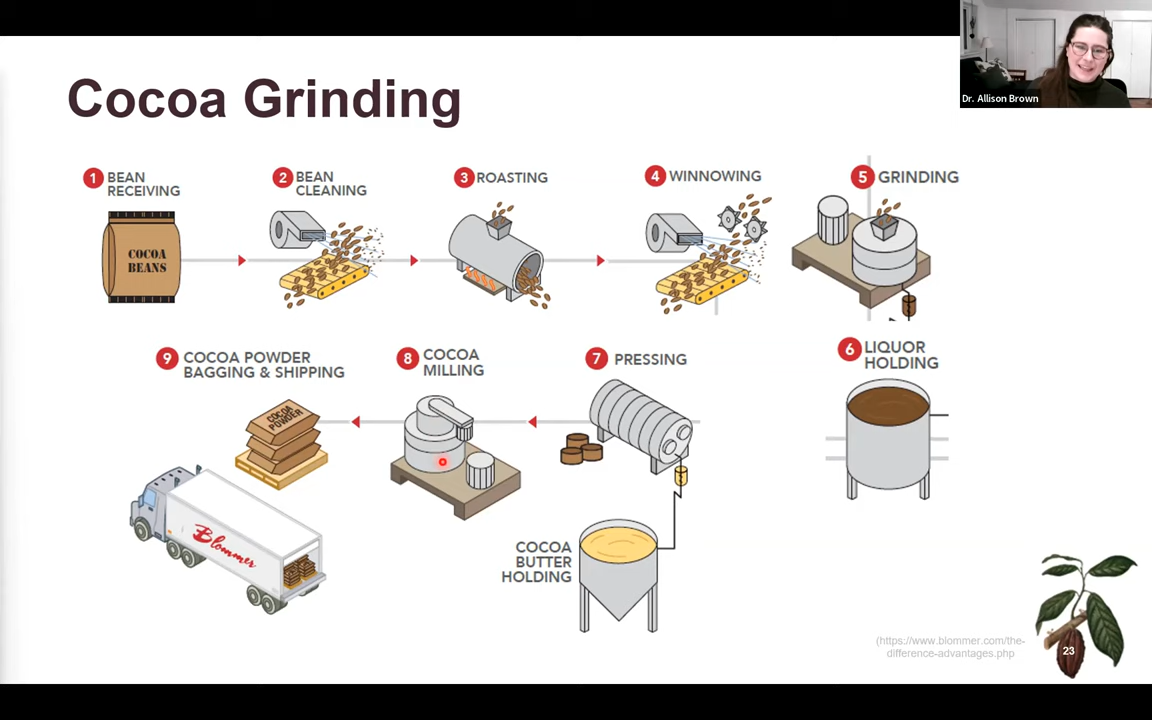 Dr. Allison Brown
Cocoa Grinding
1 BEAN
RECEIVING
2 BEAN
CLEANING
3 ROASTING
4 WINNOWING
5 GRINDING
COCOA
BEANS
9 COCOA POWDER
BAGGING & SHIPPING
8 COCOA
MILLING
7 PRESSING
6 LIQUOR
HOLDING
COCOA
POWDER
Blommer
COCOA
BUTTER
HOLDING
(https://www.blommer.com/the-
difference-advantages.php
23